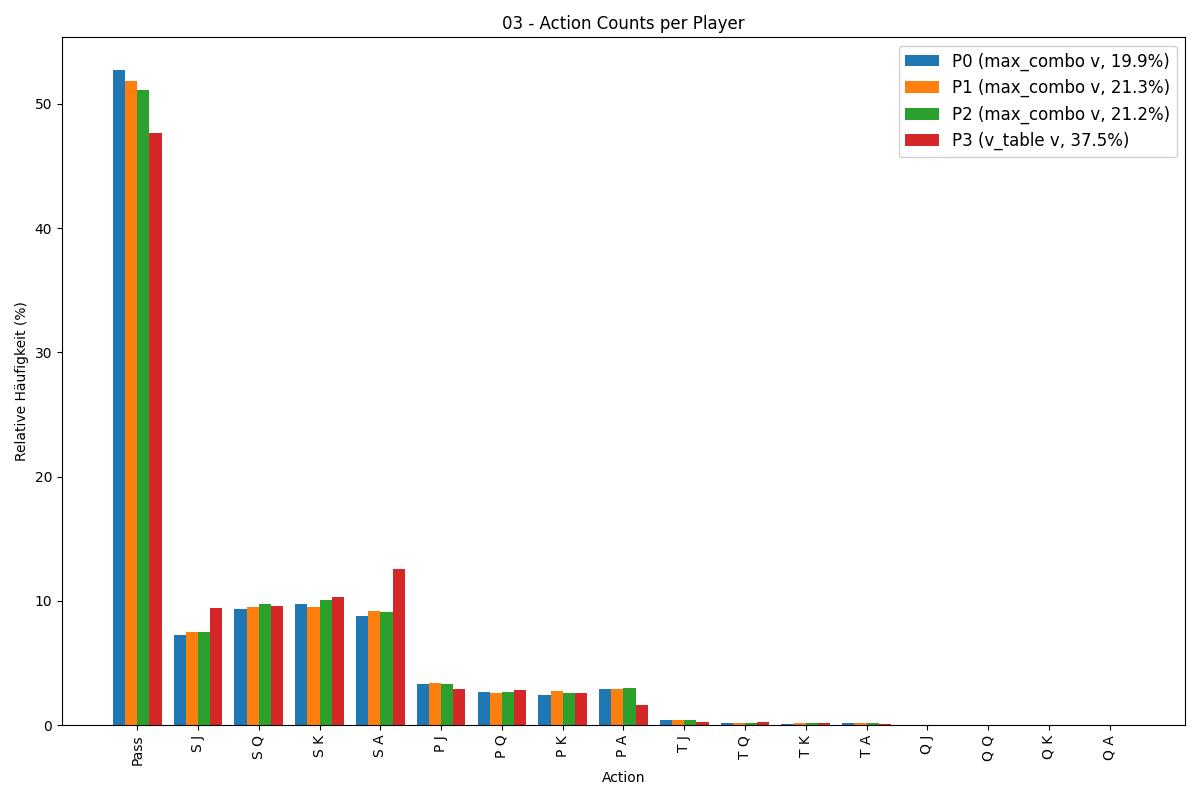 03 - Action Counts per Player
P0 (max_combo v, 19.9%)
P1 (max_combo v, 21.3%)
P2 (max_combo v, 21.2%)
P3 (v_table v, 37.5%)
Relative Häufigkeit (%)
50
40
30
20
10
0
Pass
S J
S Q
S K
S A
P J
P Q
P K
P A
T J
T Q
T K
T A
Q J
Q Q
Q K
Q A
Action